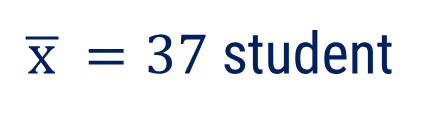 x̄ = 37 student